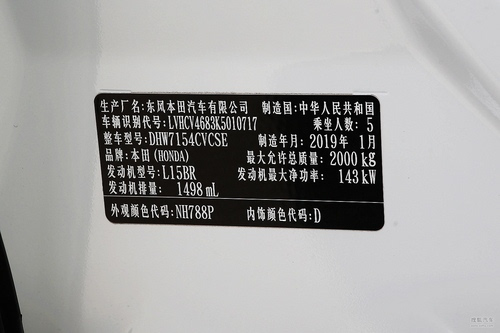 生产厂名：东风本田汽车有限公司 制造国：中华人民共和国
车辆识别代号：LVHCV4683K5010717 乘坐人数：5
整车型号：DHW7154CVCSE 制造年月：2019年 1月
品牌：本田(HONDA) 最大允许总质量：2000 kg
发动机型号：L15BR 发动机最大净功率：143 kW
发动机排量：1498 mL
外观颜色代码：NH788P 内饰颜色代码：D